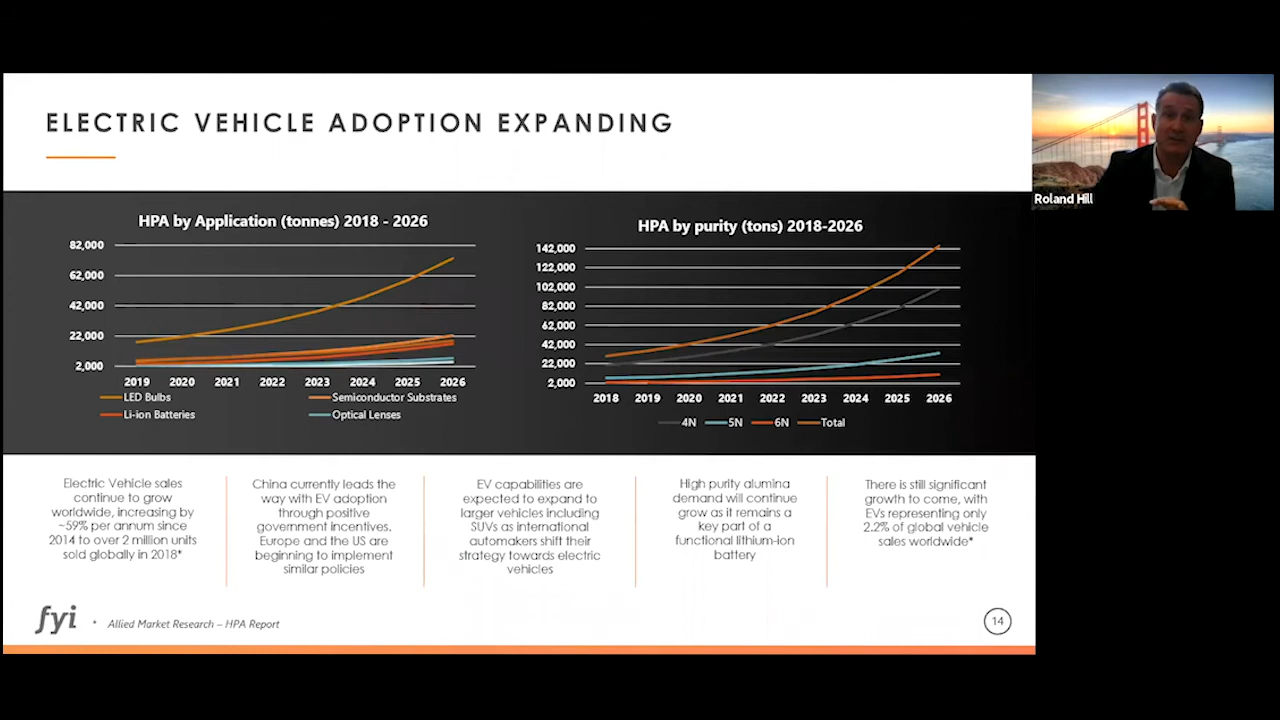 ELECTRIC VEHICLE ADOPTION EXPANDING
Roland Hill
HPA by Application (tonnes) 2018 - 2026
82,000
62,000
42,000
22,000
2,000
2019 2020 2021 2022 2023 2024 2025 2026
LED Bulbs Semiconductor Substrates
Li-ion Batteries Optical Lenses
HPA by purity (tons) 2018-2026
142,000
122,000
102,000
82,000
62,000
42,000
22,000
2,000
2018 2019 2020 2021 2022 2023 2024 2025 2026
4N 5N 6N Total
Electric Vehicle sales
continue to grow
worldwide, increasing by
~59% per annum since
2014 to over 2 million units
sold globally in 2018*
China currently leads the
way with EV adoption
through positive
government incentives.
Europe and the US are
beginning to implement
similar policies
EV capabilities are
expected to expand to
larger vehicles including
SUVs as international
automakers shift their
strategy towards electric
vehicles
High purity alumina
demand will continue
grow as it remains a
key part of a
functional lithium-ion
battery
There is still significant
growth to come, with
EVs representing only
2.2% of global vehicle
sales worldwide*
fyi
* Allied Market Research – HPA Report
14